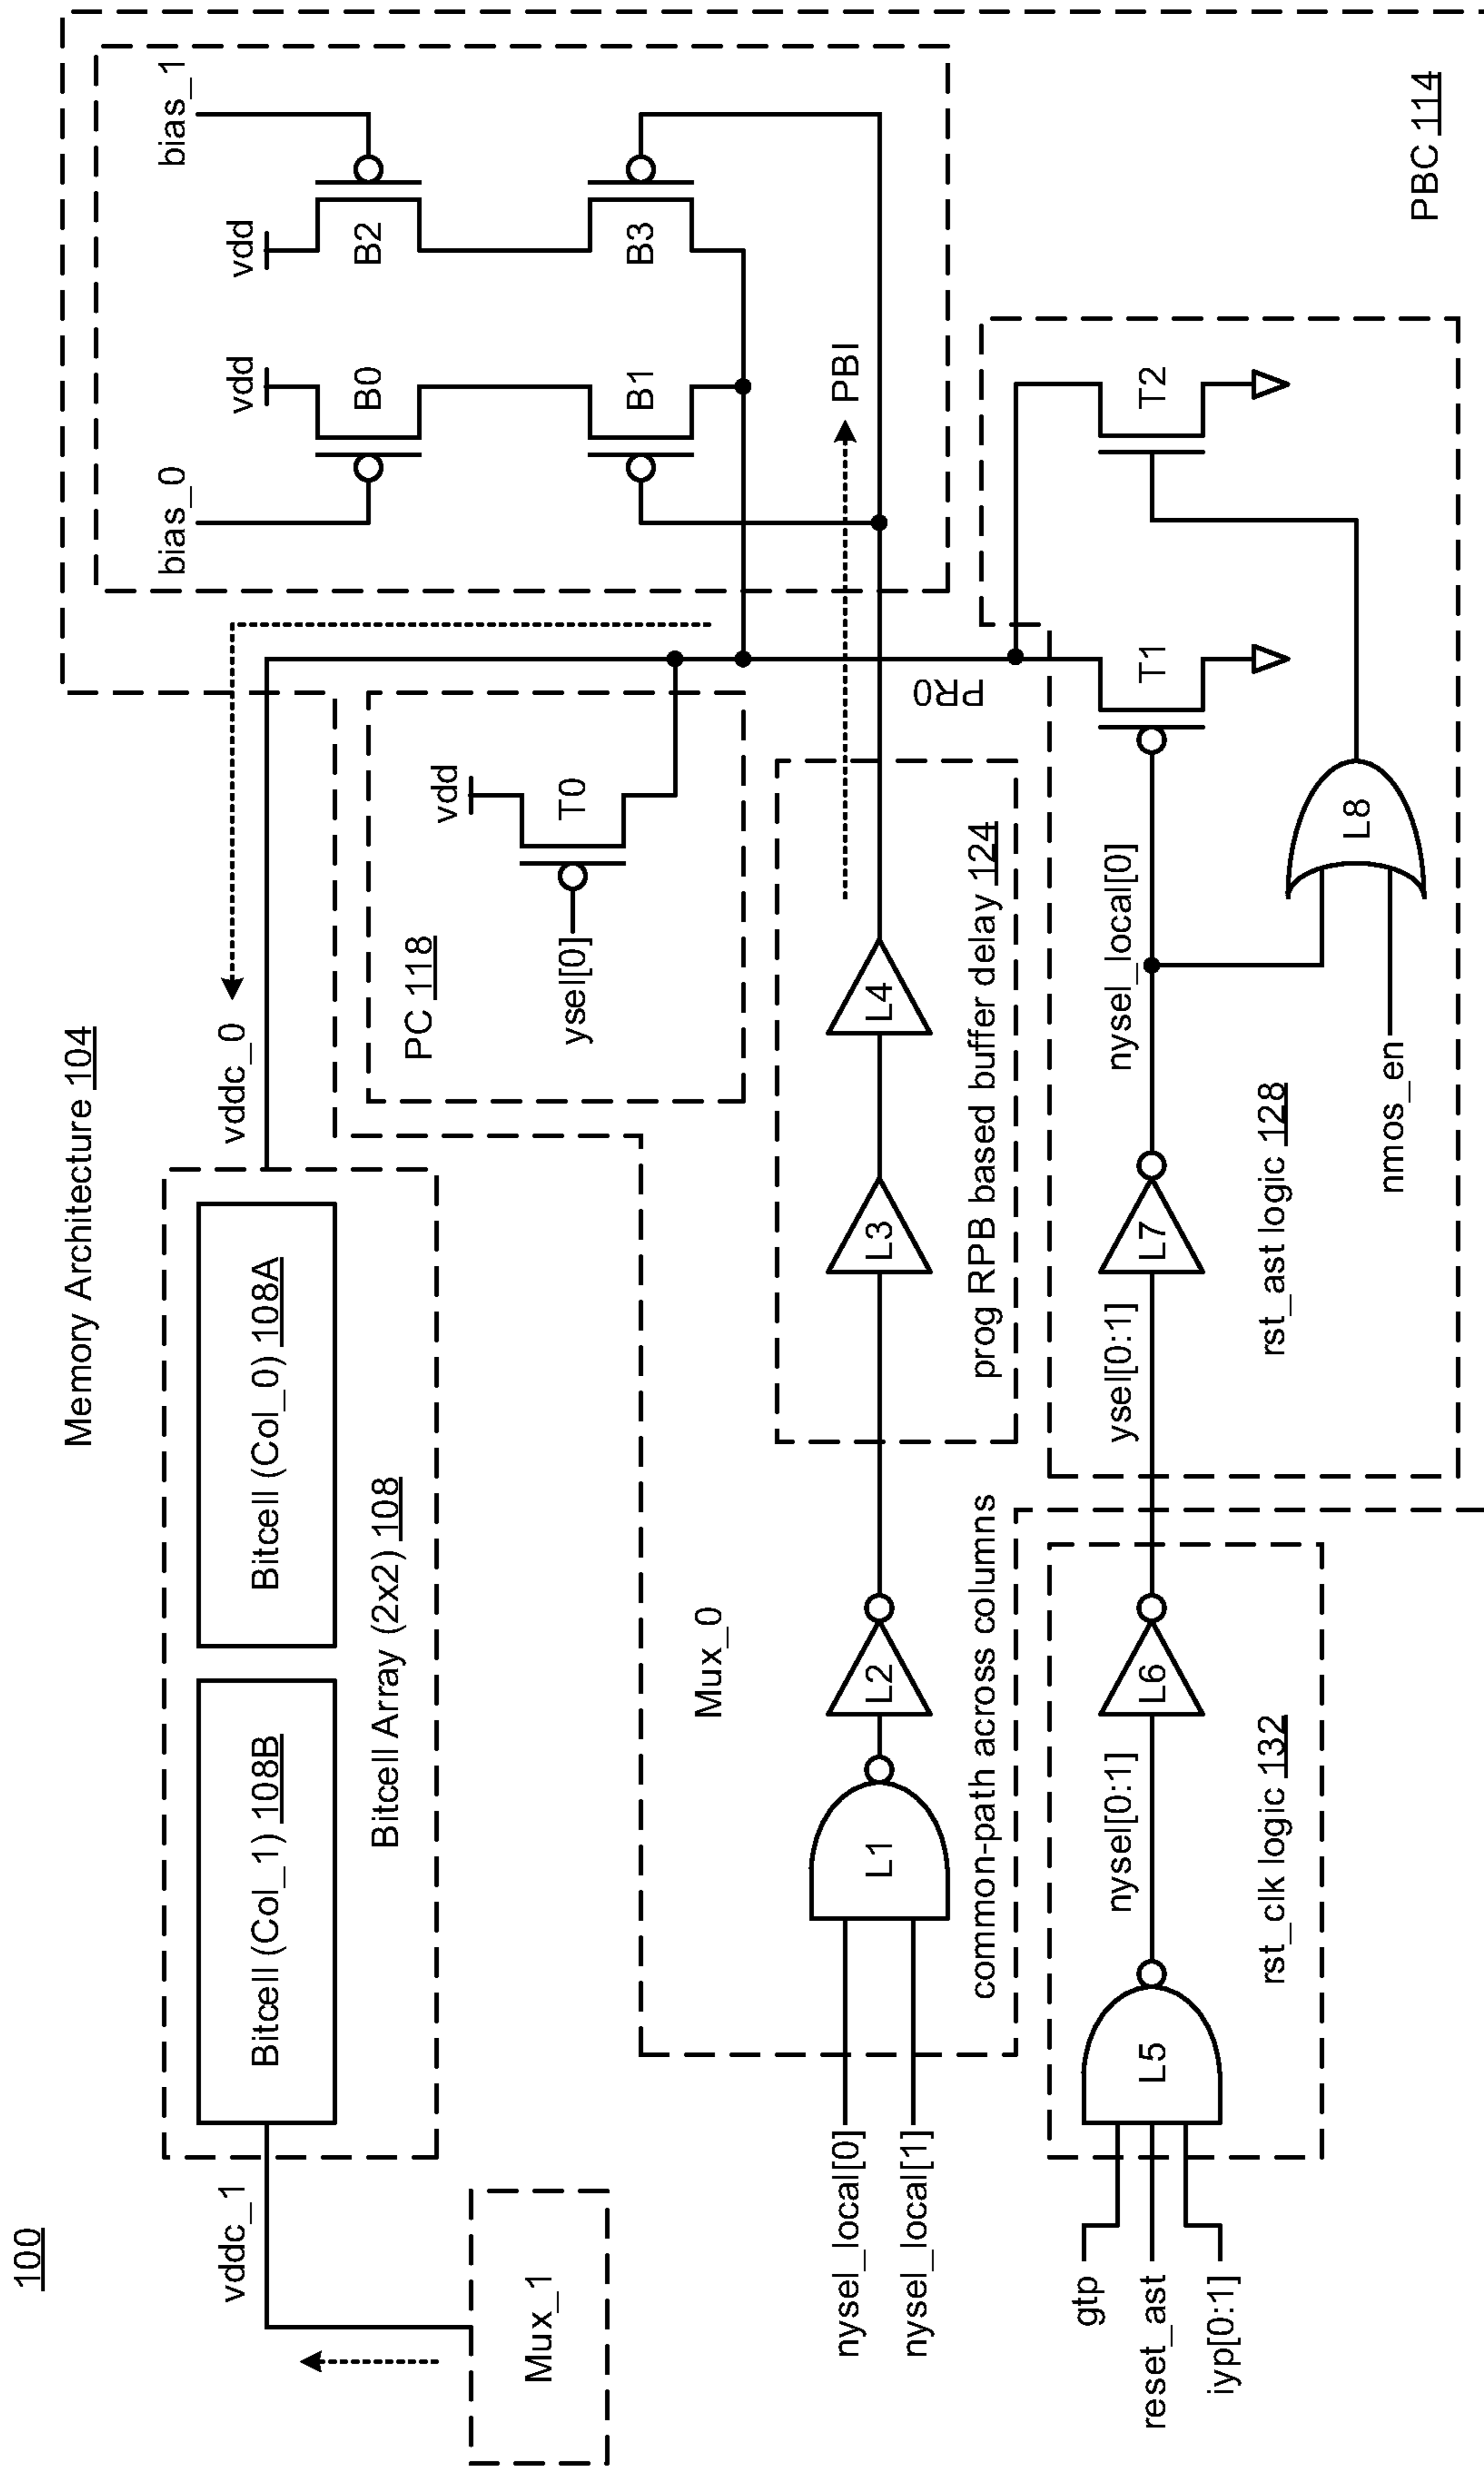 100
Memory Architecture 104
vddc_1
Mux_1
Bitcell (Col_1) 108B
Bitcell (Col_0) 108A
Bitcell Array (2x2) 108
vddc_0
PC 118
vdd
T0
ysel[0]
bias_0
vdd
B0
B1
bias_1
vdd
B2
B3
Mux_0
nysel_local[0]
nysel_local[1]
L1
L2
L3
L4
PBI
PR0
common-path across columns
prog RPB based buffer delay 124
gtp
reset_ast
iyp[0:1]
L5
nysel[0:1]
L6
rst_clk logic 132
ysel[0:1]
L7
nysel_local[0]
T1
T2
rst_ast logic 128
nmos_en
L8
PBC 114